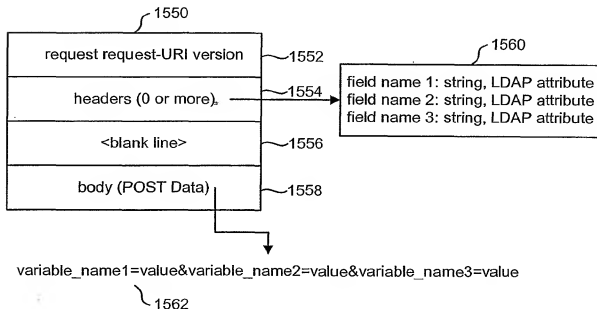 1550
request request-URI version
1552
1554
headers (0 or more)
<blank line>
1556
body (POST Data)
1558
1560
field name 1: string, LDAP attribute
field name 2: string, LDAP attribute
field name 3: string, LDAP attribute
variable_name1=value&variable_name2=value&variable_name3=value
1562